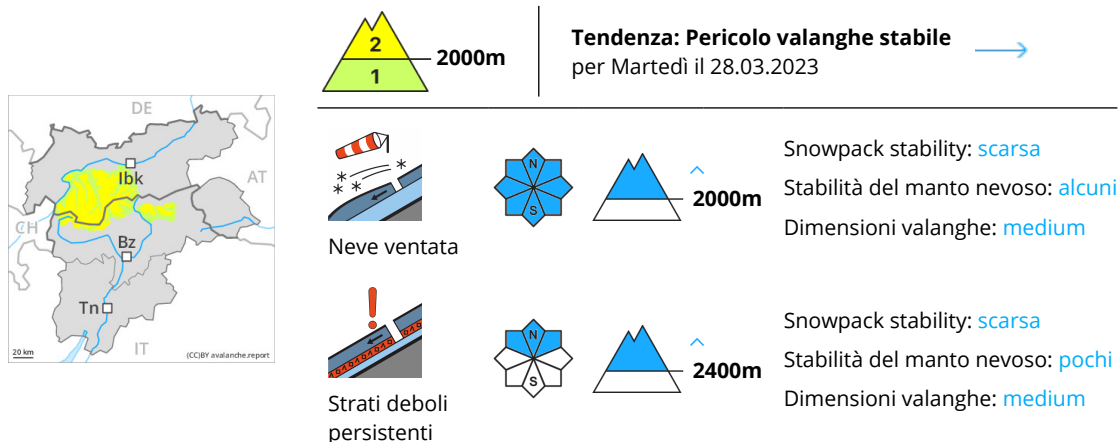 2
1
2000m
Tendenza: Pericolo valanghe stabile
per Martedì il 28.03.2023
DE
AT
CH
IT
Ibk
Bz
Tn
20 km
(CC)BY avalanche.report
Neve ventata
N
S
2000m
Snowpack stability: scarsa
Stabilità del manto nevoso: alcuni
Dimensioni valanghe: medium
Strati deboli
persistenti
N
S
2400m
Snowpack stability: scarsa
Stabilità del manto nevoso: pochi
Dimensioni valanghe: medium